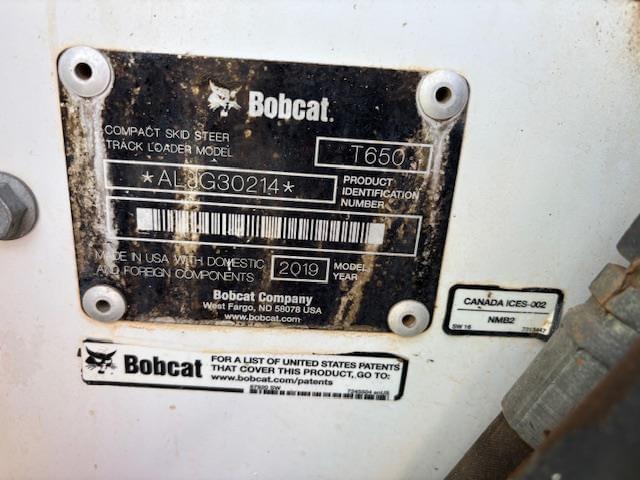 Bobcat.
COMPACT SKID STEER
TRACK LOADER MODEL
T650
*ALJG30214*
PRODUCT
IDENTIFICATION
NUMBER
MADE IN USA WITH DOMESTIC
AND FOREIGN COMPONENTS
2019
MODEL
YEAR
Bobcat Company
West Fargo, ND 58078 USA
www.bobcat.com
CANADA ICES-002
NMB2
SW 16
Bobcat
FOR A LIST OF UNITED STATES PATENTS
THAT COVER THIS PRODUCT, GO TO:
www.bobcat.com/patents